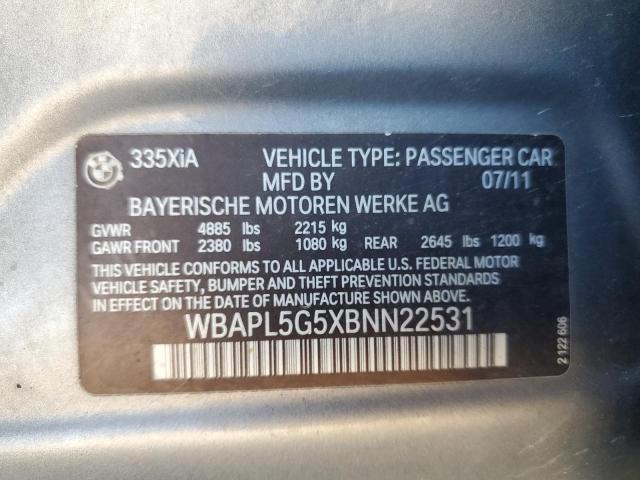 335XiA VEHICLE TYPE: PASSENGER CAR
MFD BY 07/11
BAYERISCHE MOTOREN WERKE AG
GVWR 4885 lbs 2215 kg
GAWR FRONT 2380 lbs 1080 kg REAR 2645 lbs 1200 kg
THIS VEHICLE CONFORMS TO ALL APPLICABLE U.S. FEDERAL MOTOR
VEHICLE SAFETY, BUMPER AND THEFT PREVENTION STANDARDS
IN EFFECT ON THE DATE OF MANUFACTURE SHOWN ABOVE.
WBAPL5G5XBNN22531
2 122 606